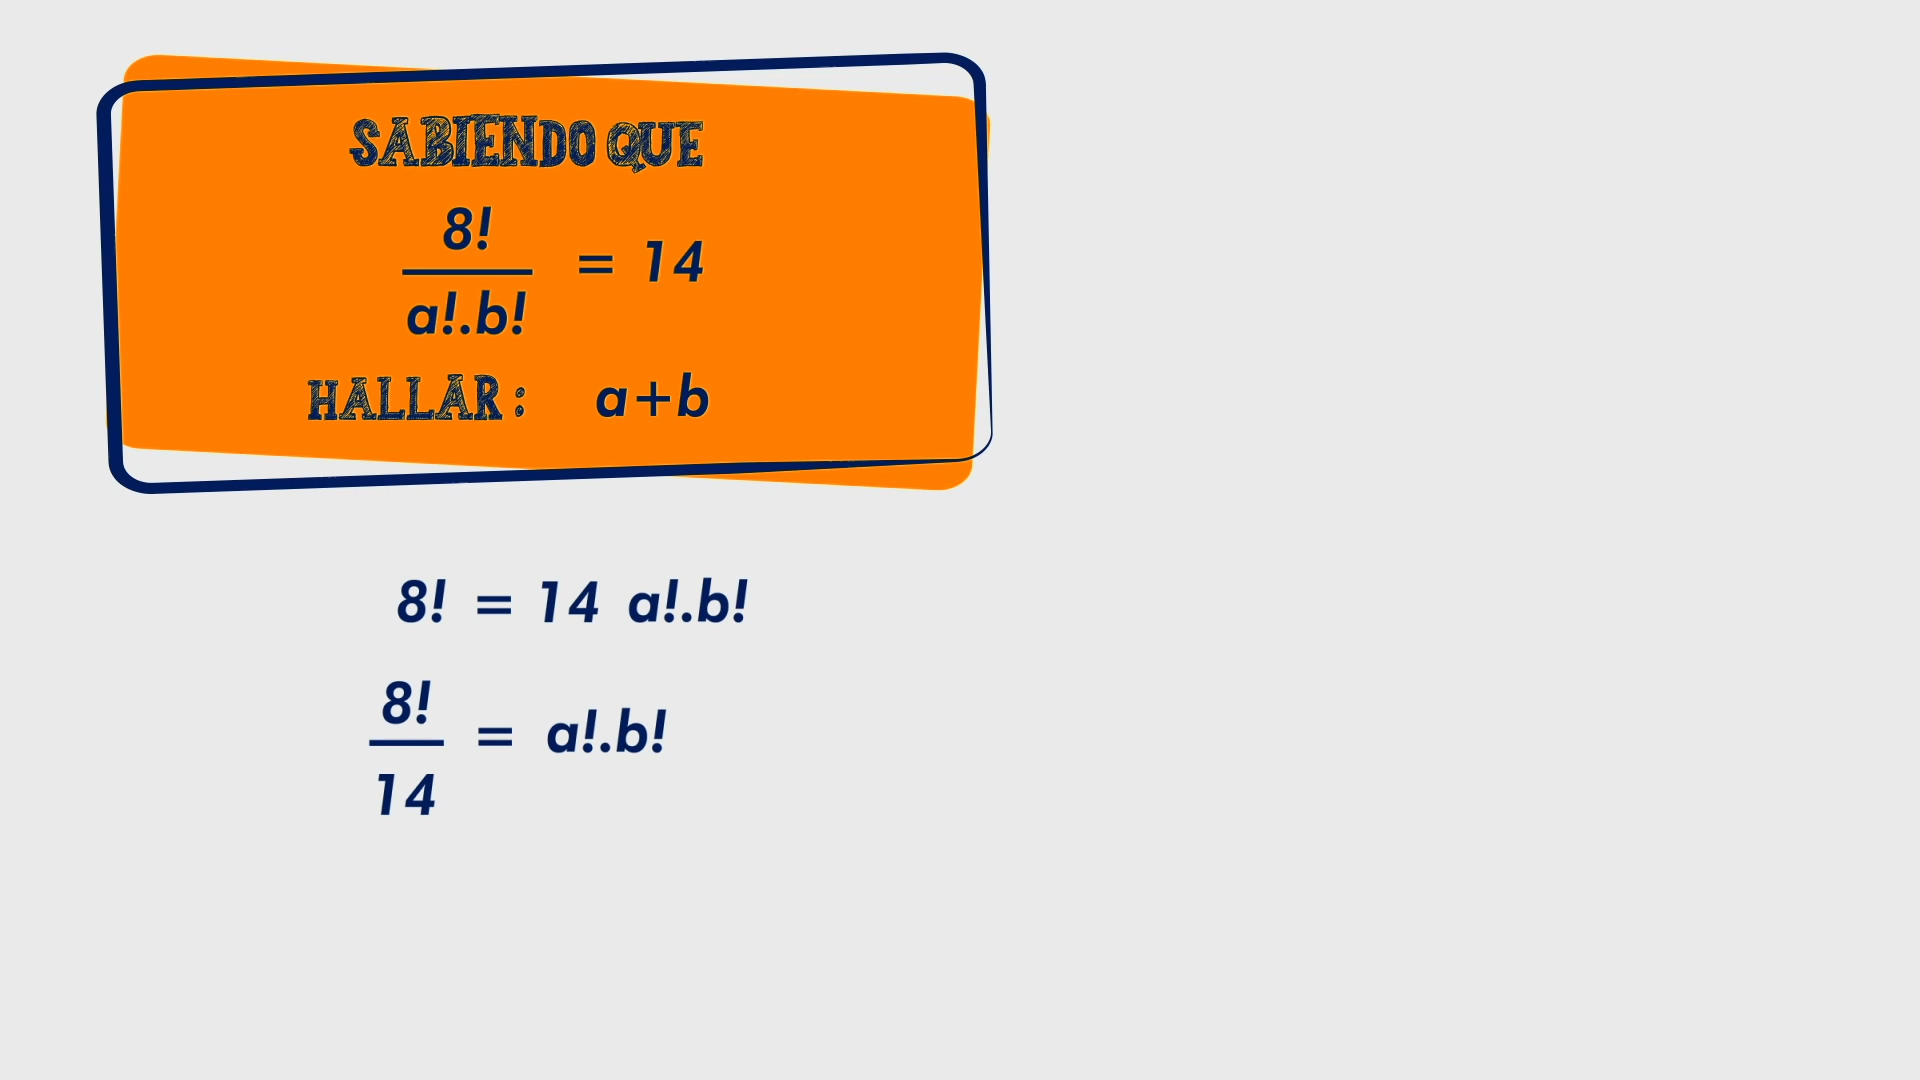 SABIENDO QUE
8!
a!.b!
= 14
HALLAR : a+b
8! = 14 a!.b!
8!
14
= a!.b!